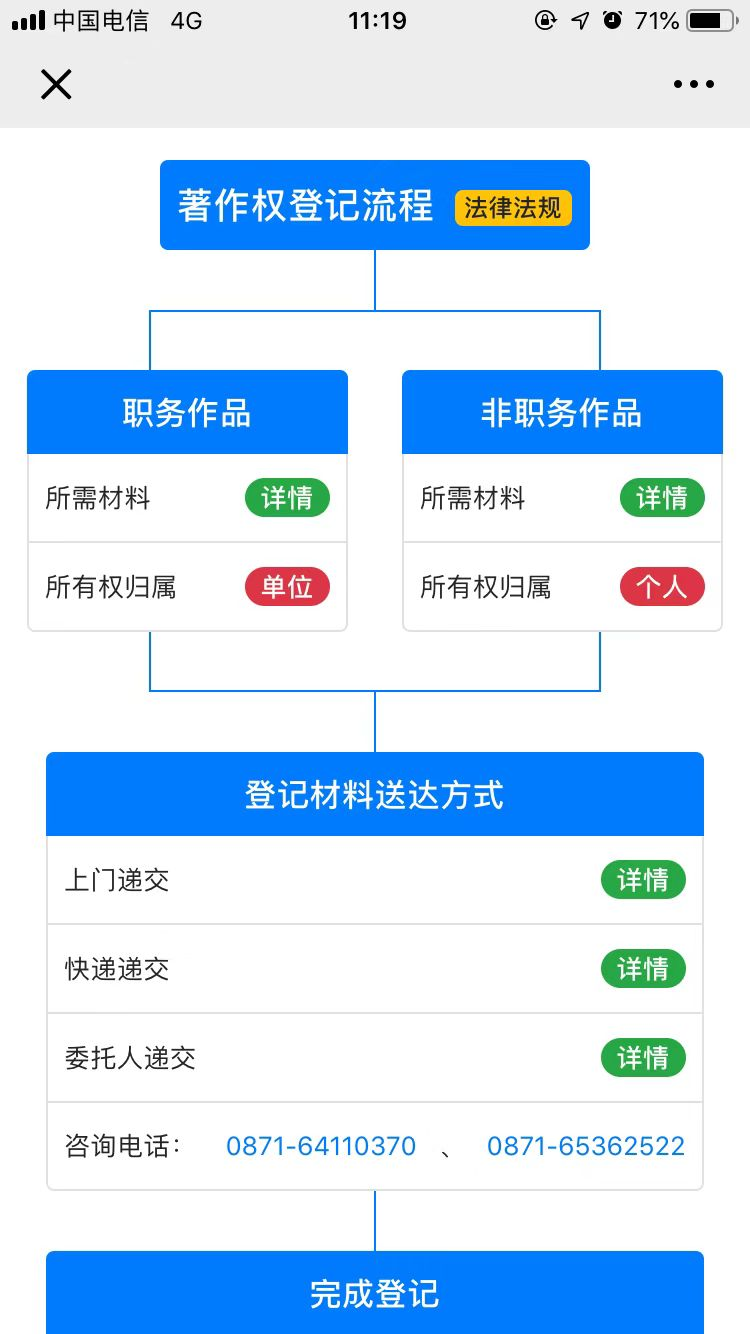 中国电信 4G 11:19 71%
著作权登记流程 法律法规
职务作品
所需材料 详情
所有权归属 单位
非职务作品
所需材料 详情
所有权归属 个人
登记材料送达方式
上门递交 详情
快递递交 详情
委托人递交 详情
咨询电话： 0871-64110370 、 0871-65362522
完成登记